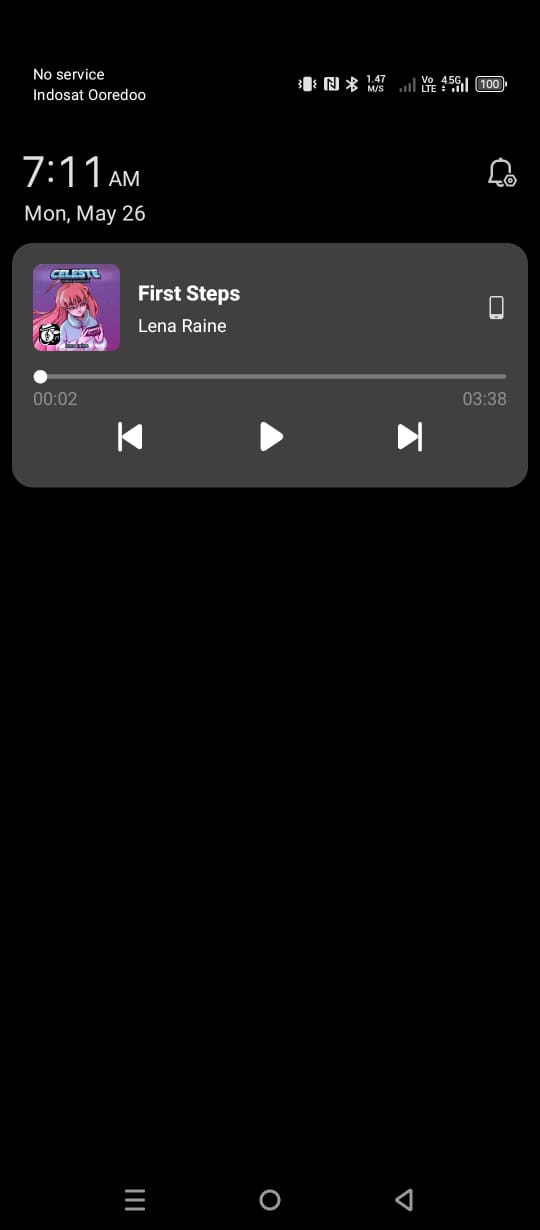 No service
Indosat Ooredoo
1.47
M/S
Vo
LTE
4.5G
100
7:11 AM
Mon, May 26
CELESTE
First Steps
Lena Raine
00:02
03:38